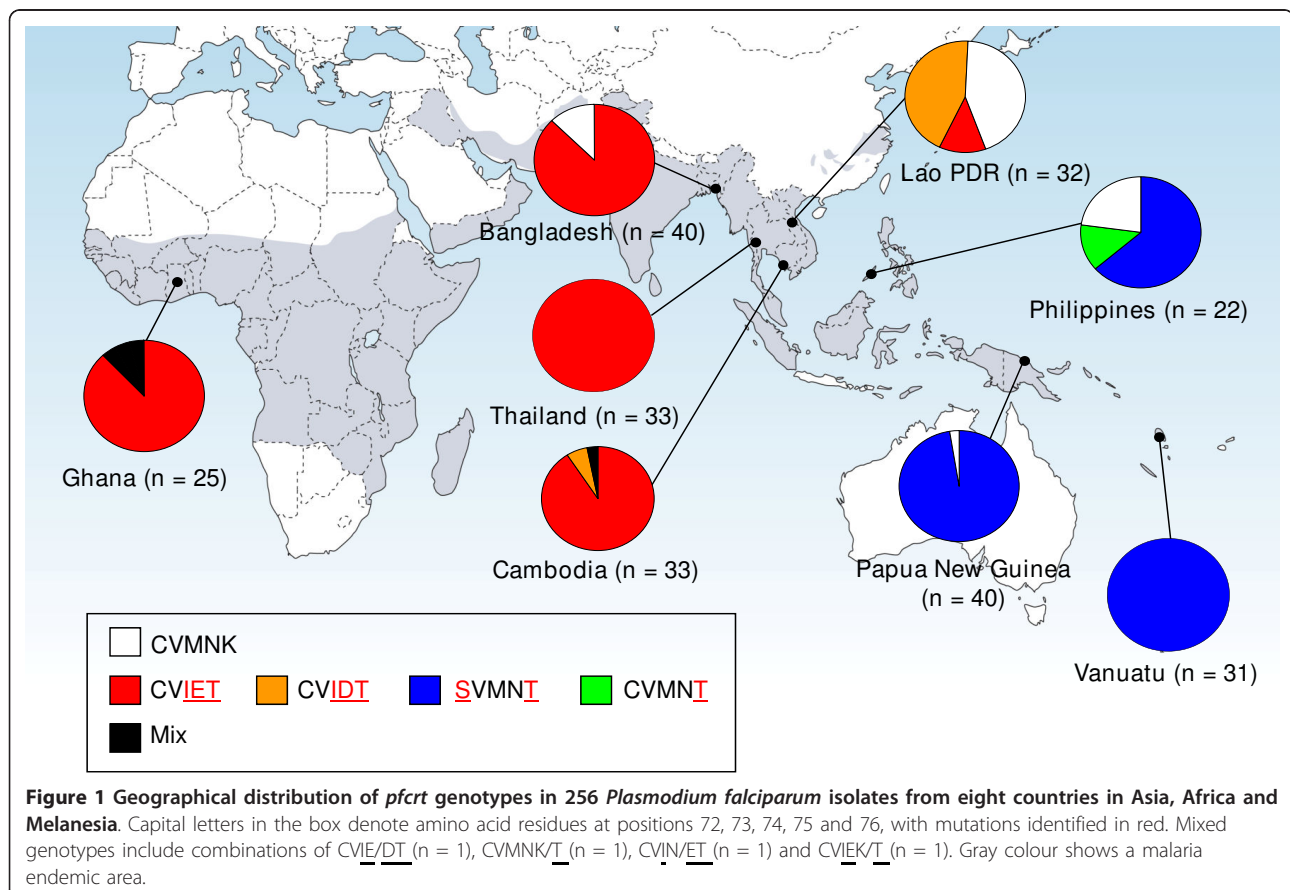 Lao PDR (n = 32)
Bangladesh (n = 40)
Philippines (n = 22)
Thailand (n = 33)
Ghana (n = 25)
Cambodia (n = 33)
Papua New Guinea
(n = 40)
Vanuatu (n = 31)
CVMNK
CVIET CVIDT SVMNT CVMNT
Mix
Figure 1 Geographical distribution of pfcrt genotypes in 256 Plasmodium falciparum isolates from eight countries in Asia, Africa and
Melanesia. Capital letters in the box denote amino acid residues at positions 72, 73, 74, 75 and 76, with mutations identified in red. Mixed
genotypes include combinations of CVIE/DT (n = 1), CVMNK/T (n = 1), CVIN/ET (n = 1) and CVIEK/T (n = 1). Gray colour shows a malaria
endemic area.